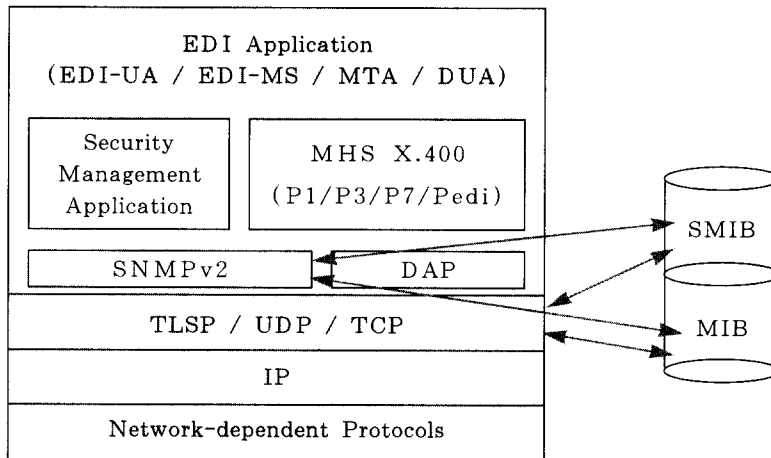 EDI Application
(EDI-UA / EDI-MS / MTA / DUA)
Security
Management
Application
MHS X.400
(P1/P3/P7/Pedi)
SNMPv2
DAP
TLSP / UDP / TCP
IP
Network-dependent Protocols
SMIB
MIB